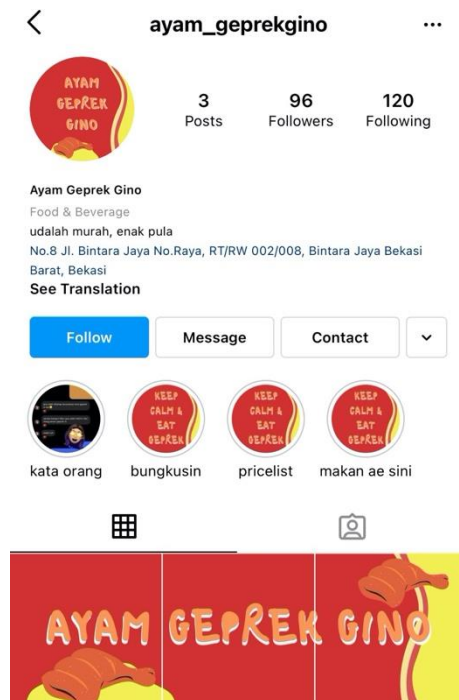 ayam_geprekgino
AYAM
GEPREK
GINO
3 96 120
Posts Followers Following
Ayam Geprek Gino
Food & Beverage
udalah murah, enak pula
No.8 Jl. Bintara Jaya No.Raya, RT/RW 002/008, Bintara Jaya Bekasi
Barat, Bekasi
See Translation
Follow Message Contact
KEEP
CALM &
EAT
GEPREK
KEEP
CALM &
EAT
GEPREK
KEEP
CALM &
EAT
GEPREK
kata orang bungkusin pricelist makan ae sini
AYAM GEPREK GINO